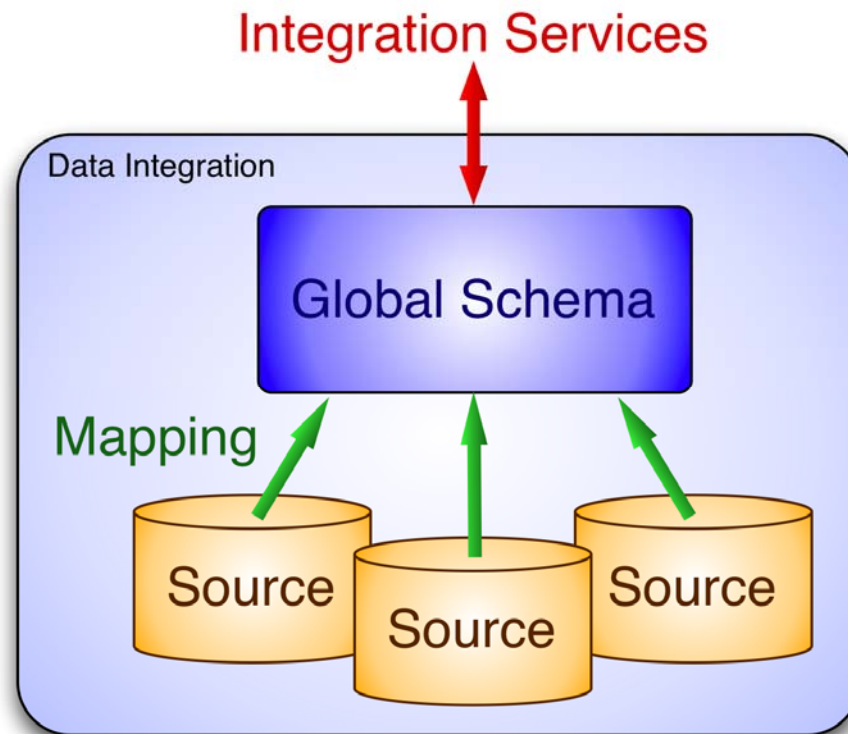 Integration Services
Data Integration
Global Schema
Mapping
Source
Source
Source